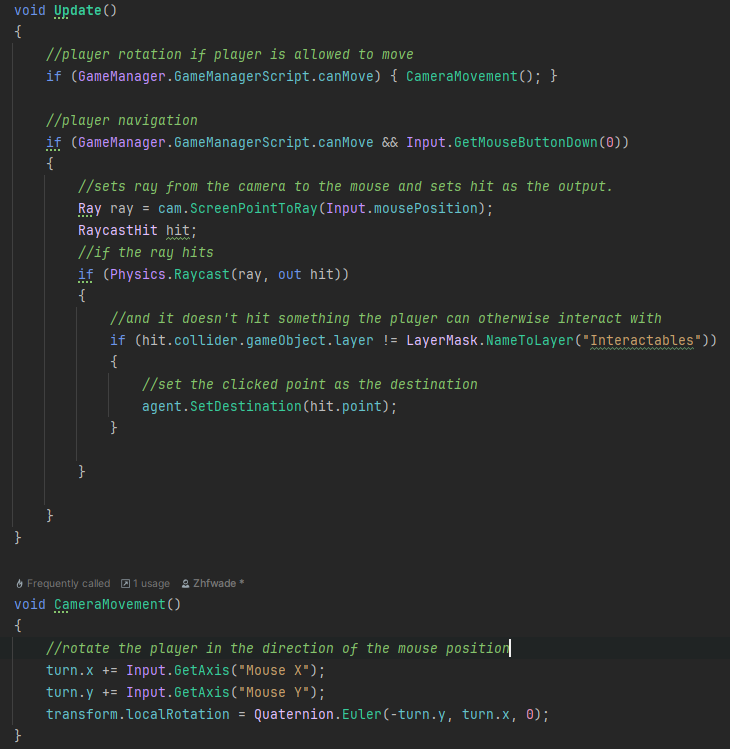 void Update()
{
//player rotation if player is allowed to move
if (GameManager.GameManagerScript.canMove) { CameraMovement(); }
//player navigation
if (GameManager.GameManagerScript.canMove && Input.GetMouseButtonDown(0))
{
//sets ray from the camera to the mouse and sets hit as the output.
Ray ray = cam.ScreenPointToRay(Input.mousePosition);
RaycastHit hit;
//if the ray hits
if (Physics.Raycast(ray, out hit))
{
//and it doesn't hit something the player can otherwise interact with
if (hit.collider.gameObject.layer != LayerMask.NameToLayer("Interactables"))
{
//set the clicked point as the destination
agent.SetDestination(hit.point);
}
}
}
}
Frequently called 1 usage Zhfwade *
void CameraMovement()
{
//rotate the player in the direction of the mouse position
turn.x += Input.GetAxis("Mouse X");
turn.y += Input.GetAxis("Mouse Y");
transform.localRotation = Quaternion.Euler(-turn.y, turn.x, 0);
}